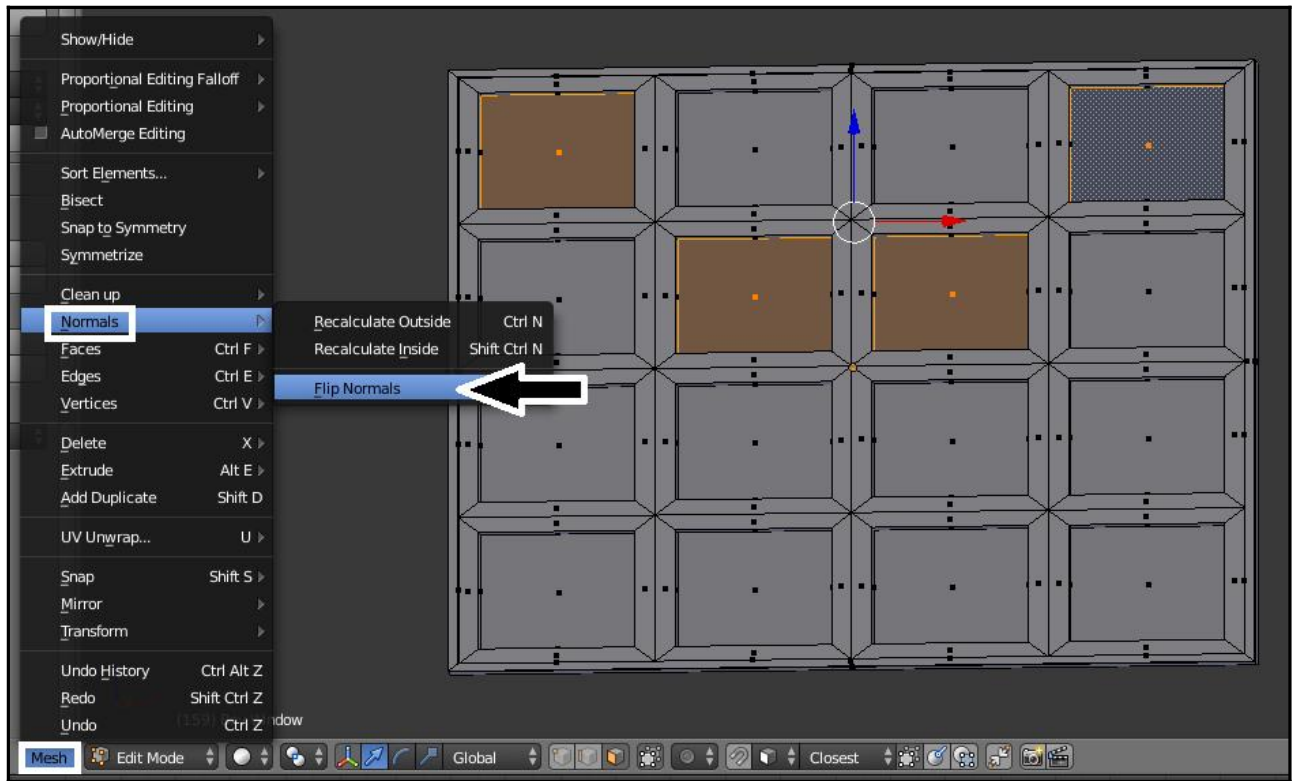 Show/Hide
Proportional Editing Falloff
Proportional Editing
AutoMerge Editing
Sort Elements...
Bisect
Snap to Symmetry
Symmetrize
Clean up
Normals
Recalculate Outside Ctrl N
Faces Ctrl F
Recalculate Inside Shift Ctrl N
Edges Ctrl E
Flip Normals
Vertices Ctrl V
Delete X
Extrude Alt E
Add Duplicate Shift D
UV Unwrap... U
Snap Shift S
Mirror
Transform
Undo History Ctrl Alt Z
Redo Shift Ctrl Z
Undo Ctrl Z
Mesh Edit Mode Global Closest